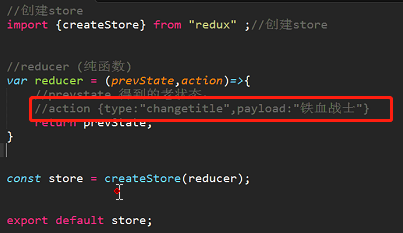 //创建store
import {createStore} from "redux" ;//创建store
//reducer (纯函数)
var reducer = (prevState,action)=>{
//prevstate 得到的老状态。
//action {type:"changetitle",payload:"铁血战士"}
return prevState;
}
const store = createStore(reducer);
export default store;